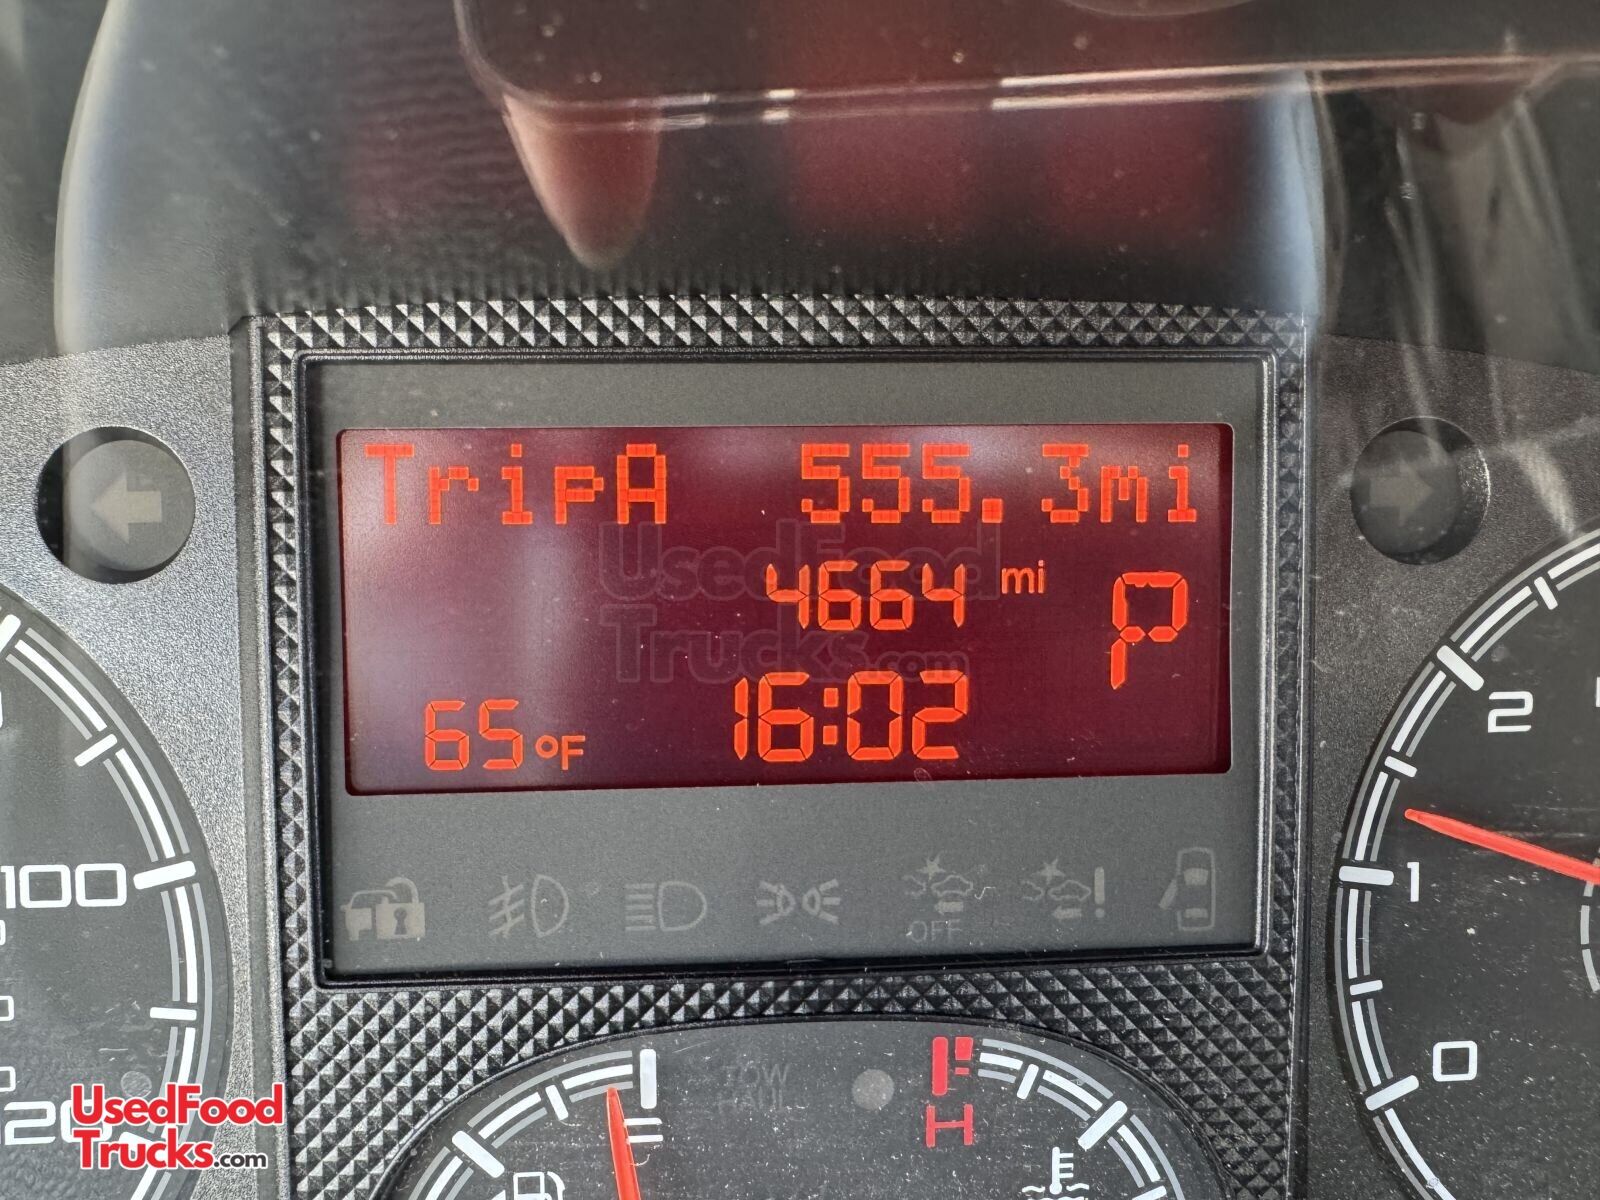 TripA 555.3mi
4664 mi P
65°F 16:02
UsedFood
Trucks.com
OFF
100
120
2
1
0
TOW
HAUL
F
H
E
UsedFood
Trucks.com